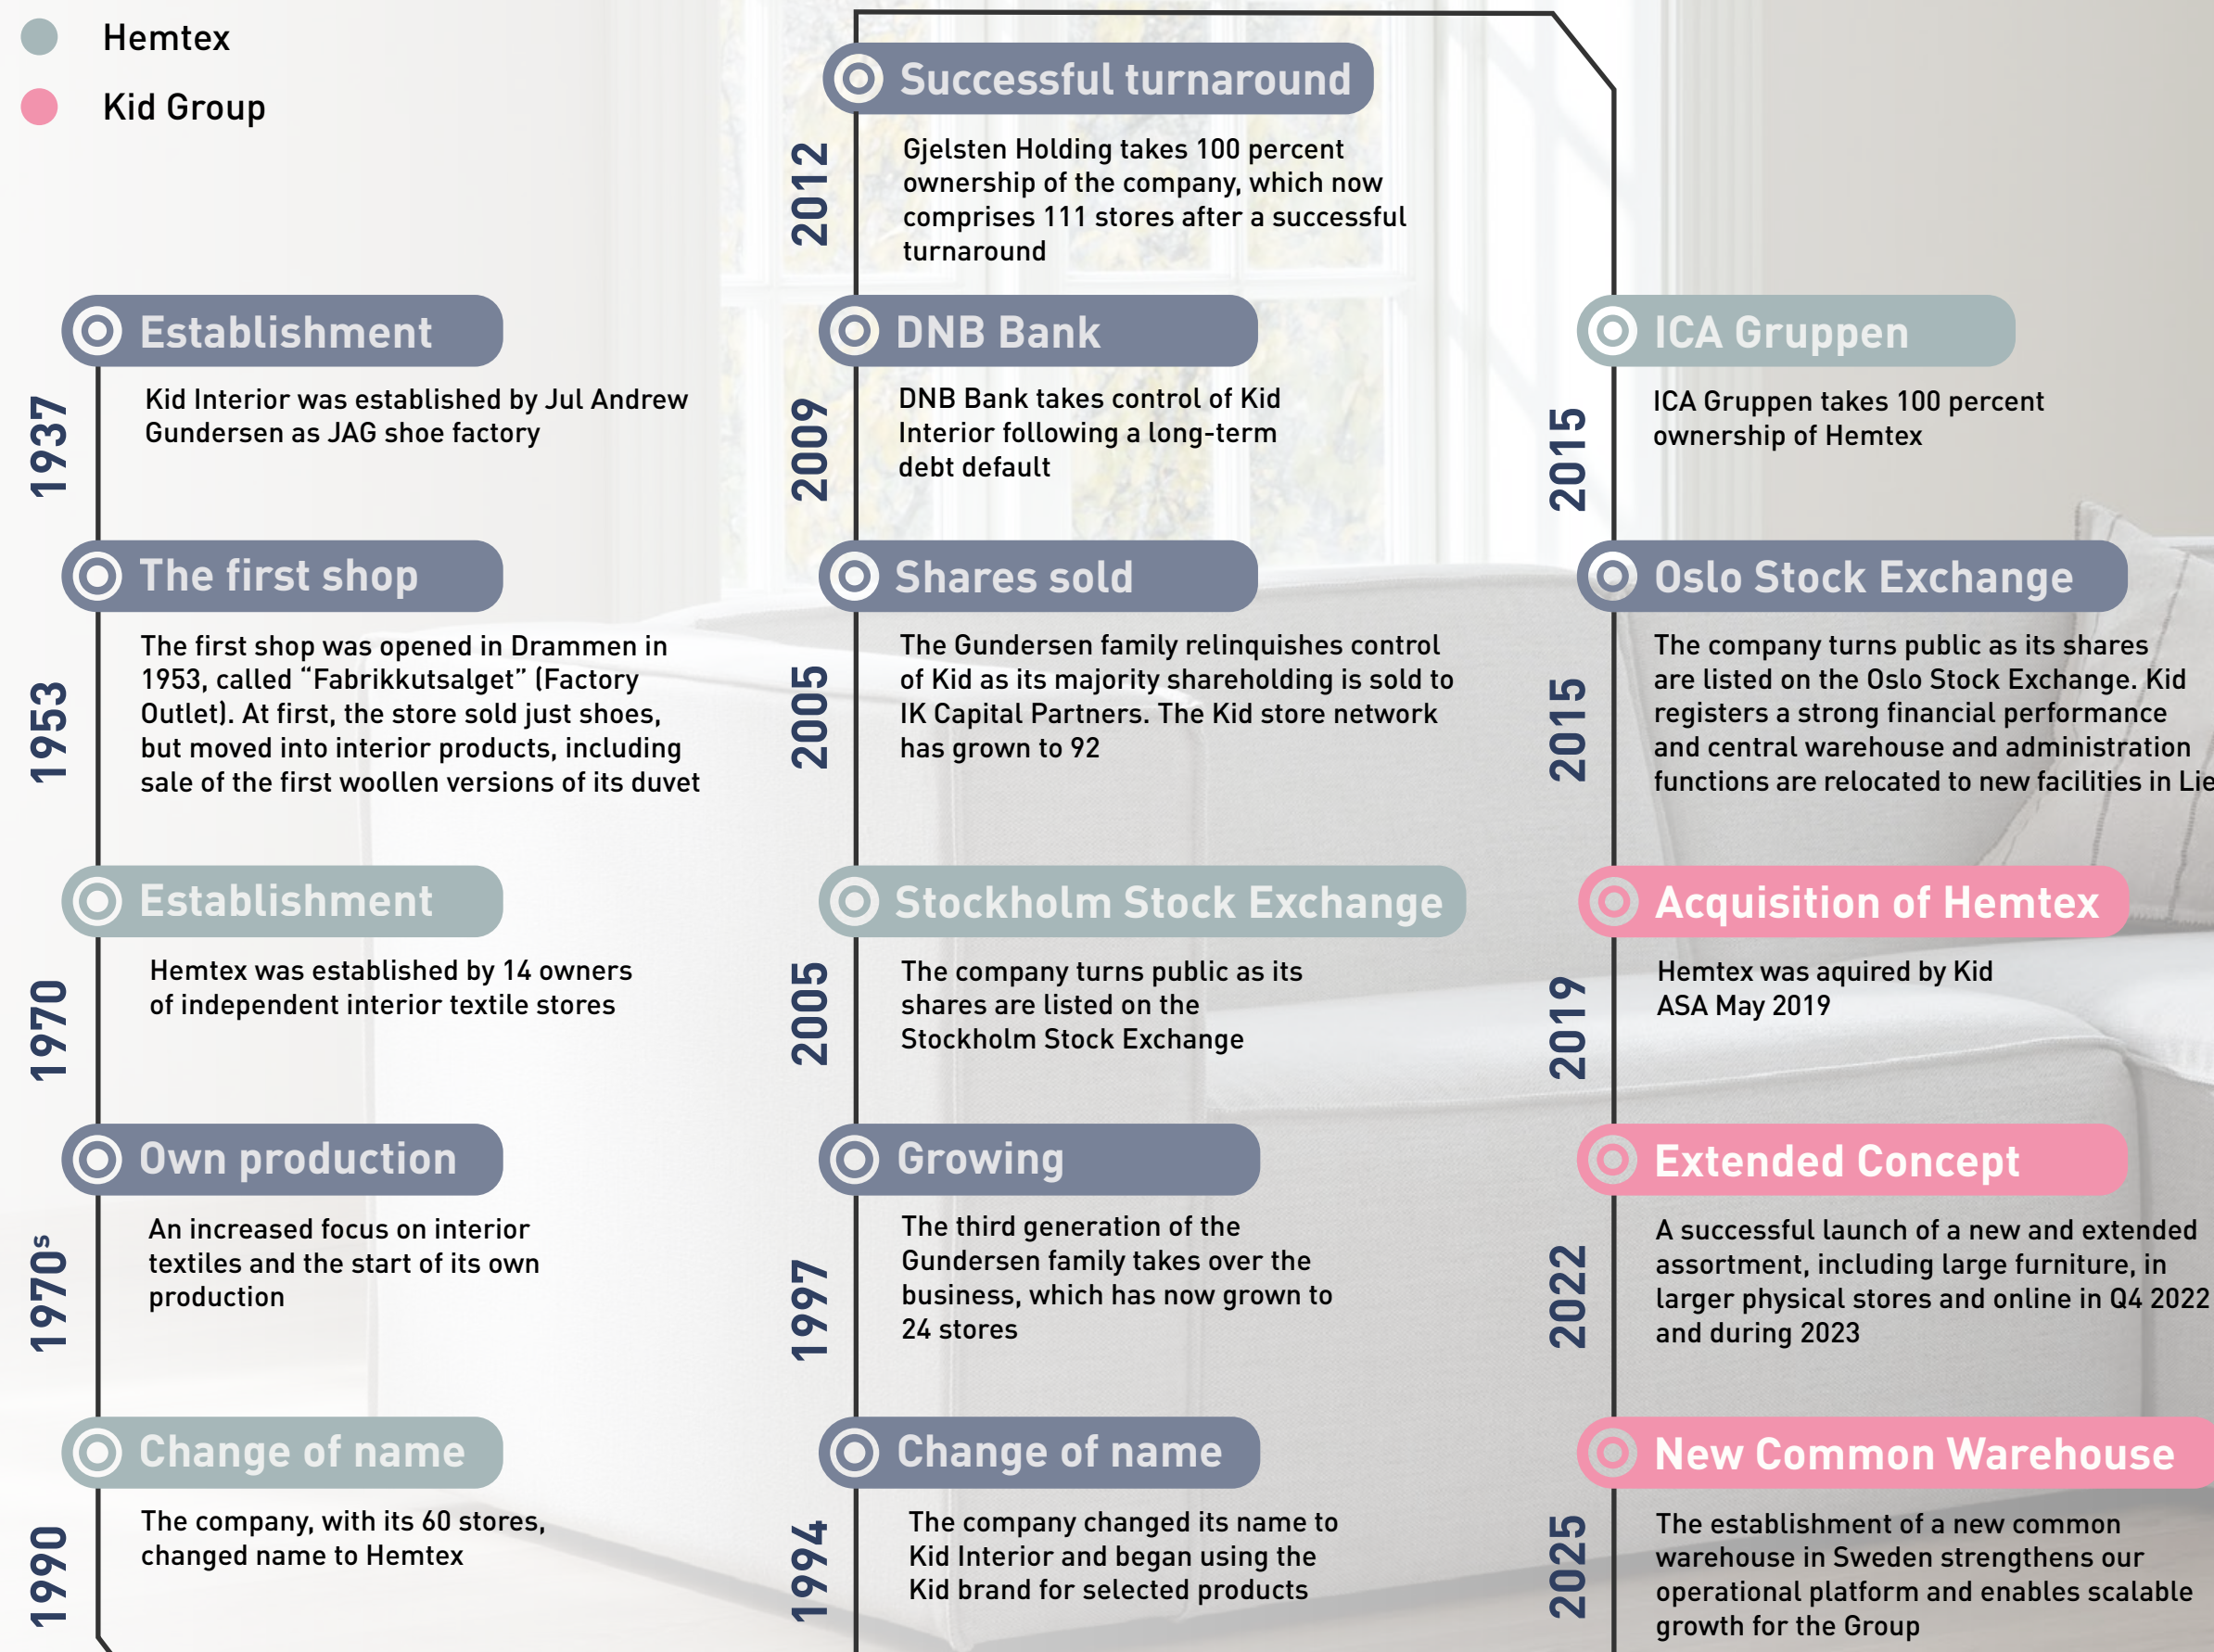 Hemtex
Kid Group
Establishment
1937
Kid Interior was established by Jul Andrew
Gundersen as JAG shoe factory
The first shop
1953
The first shop was opened in Drammen in
1953, called “Fabrikkutsalget” (Factory
Outlet). At first, the store sold just shoes,
but moved into interior products, including
sale of the first woollen versions of its duvet
Establishment
1970
Hemtex was established by 14 owners
of independent interior textile stores
Own production
1970s
An increased focus on interior
textiles and the start of its own
production
Change of name
1990
The company, with its 60 stores,
changed name to Hemtex
Successful turnaround
2012
Gjelsten Holding takes 100 percent
ownership of the company, which now
comprises 111 stores after a successful
turnaround
DNB Bank
2009
DNB Bank takes control of Kid
Interior following a long-term
debt default
Shares sold
2005
The Gundersen family relinquishes control
of Kid as its majority shareholding is sold to
IK Capital Partners. The Kid store network
has grown to 92
Stockholm Stock Exchange
2005
The company turns public as its
shares are listed on the
Stockholm Stock Exchange
Growing
1997
The third generation of the
Gundersen family takes over the
business, which has now grown to
24 stores
Change of name
1994
The company changed its name to
Kid Interior and began using the
Kid brand for selected products
ICA Gruppen
2015
ICA Gruppen takes 100 percent
ownership of Hemtex
Oslo Stock Exchange
2015
The company turns public as its shares
are listed on the Oslo Stock Exchange. Kid
registers a strong financial performance
and central warehouse and administration
functions are relocated to new facilities in
Acquisition of Hemtex
2019
Hemtex was aquired by Kid
ASA May 2019
Extended Concept
2022
A successful launch of a new and extended
assortment, including large furniture, in
larger physical stores and online in Q4 2022
and during 2023
New Common Warehouse
2025
The establishment of a new common
warehouse in Sweden strengthens our
operational platform and enables scalable
growth for the Group